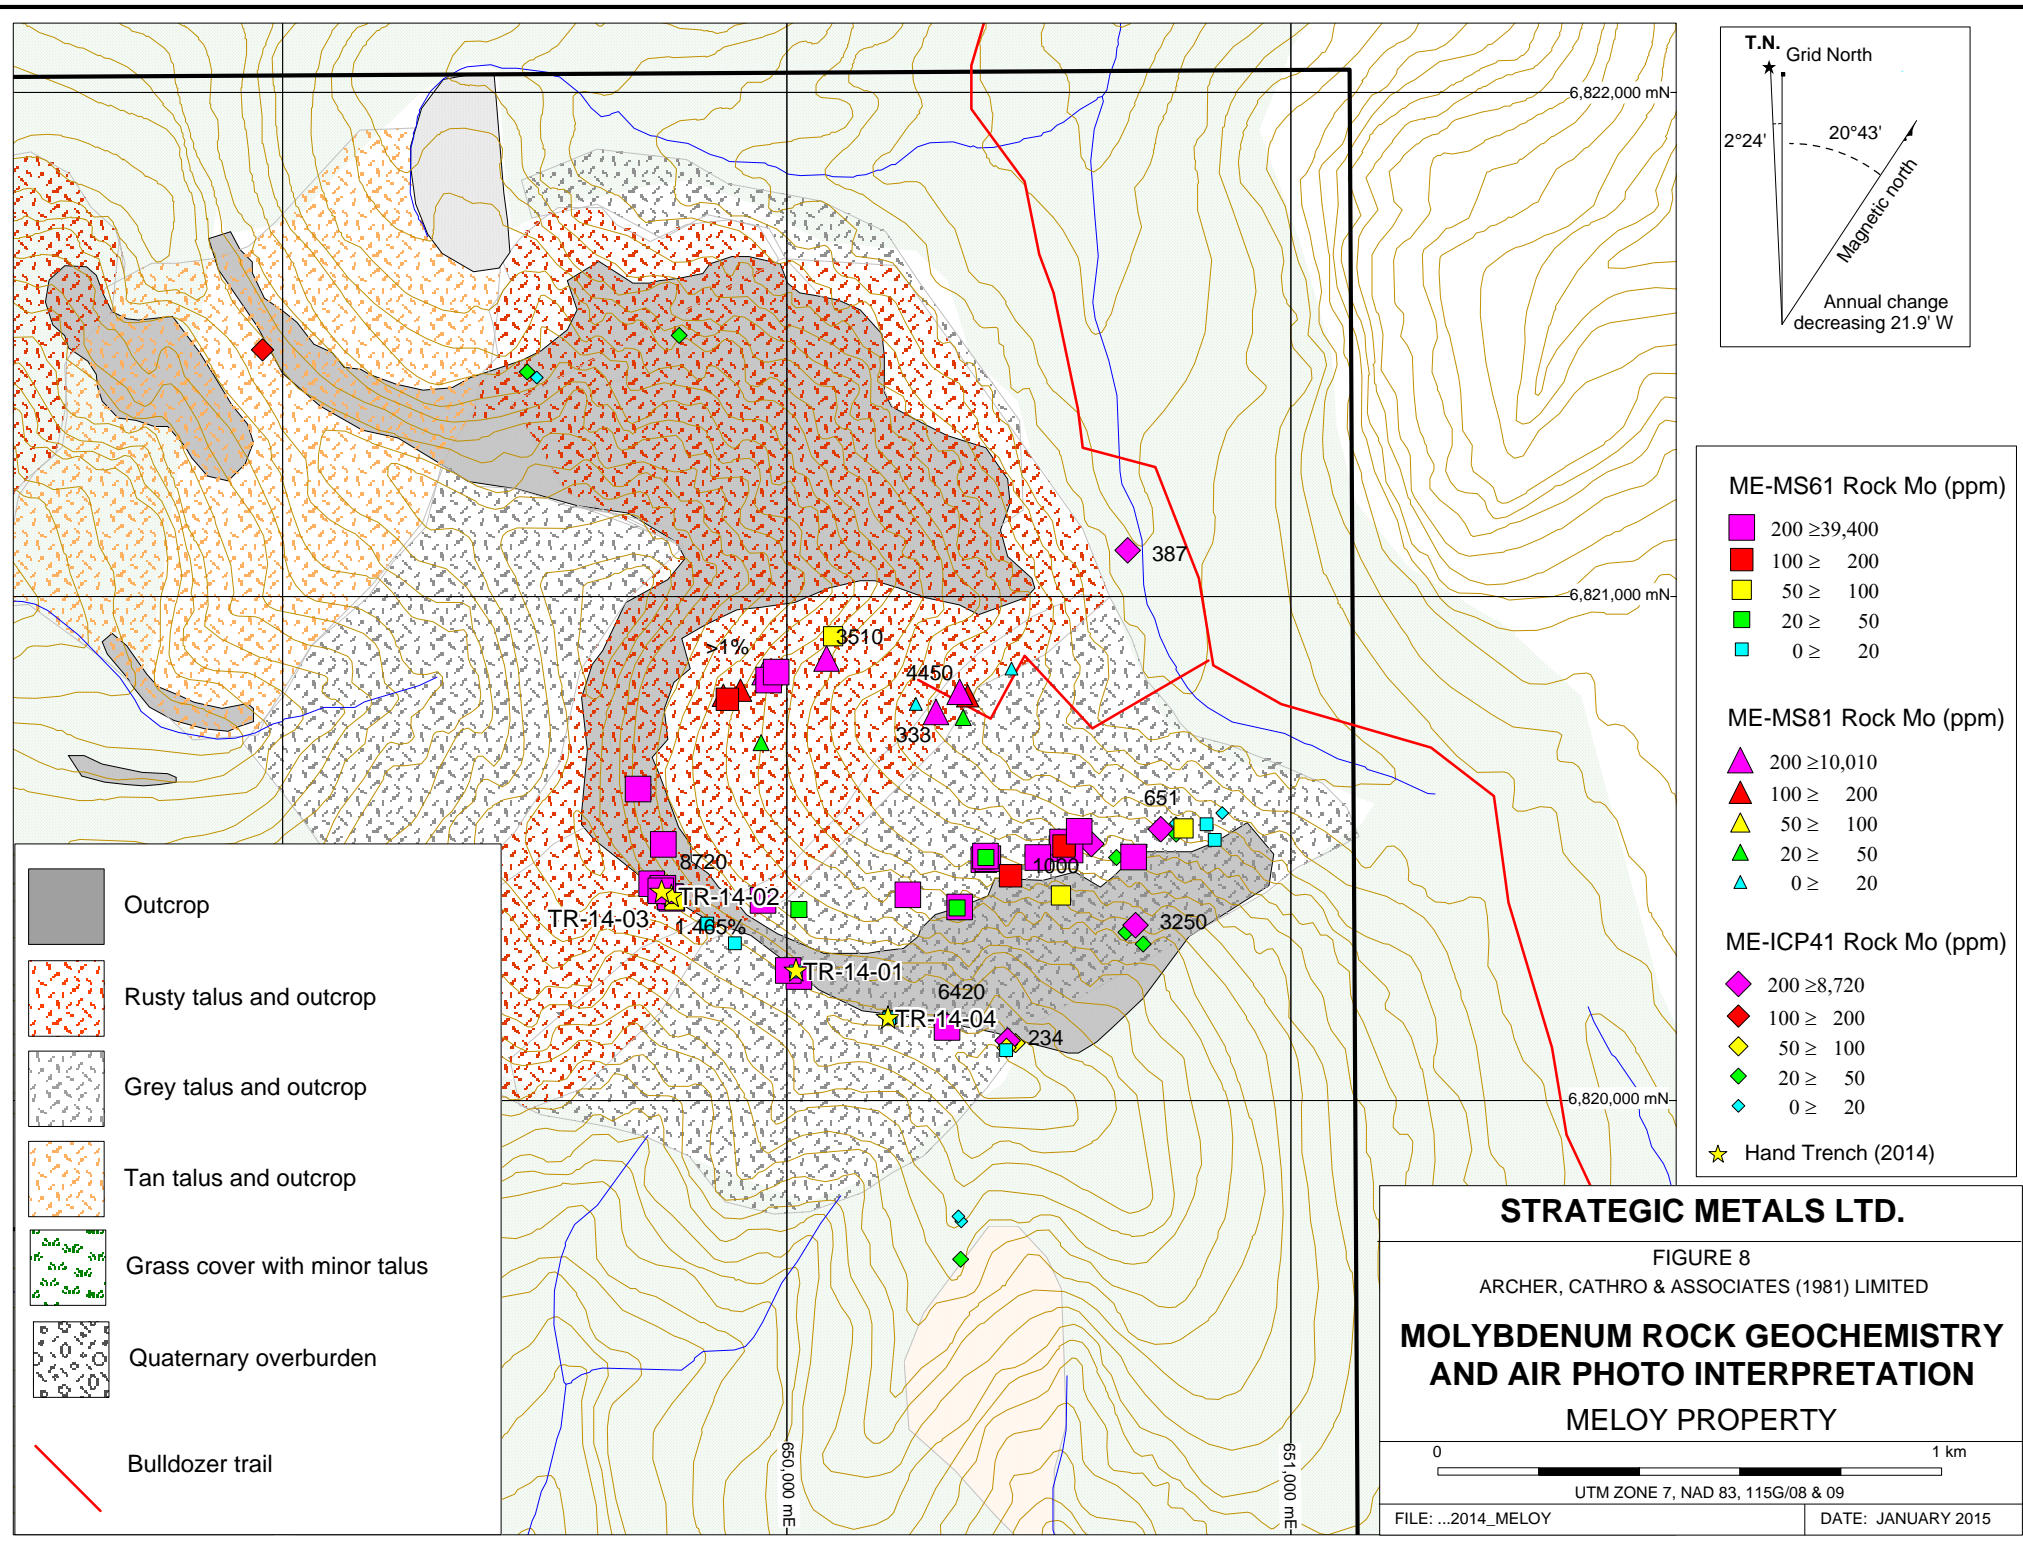 T.N.
Grid North
2°24'
20°43'
Magnetic north
Annual change
decreasing 21.9' W
6,822,000 mN
6,821,000 mN
6,820,000 mN
650,000 mE
651,000 mE
387
>1%
3510
4450
338
651
8720
1000
TR-14-02
TR-14-03
1.465%
3250
TR-14-01
6420
TR-14-04
234
Outcrop
Rusty talus and outcrop
Grey talus and outcrop
Tan talus and outcrop
Grass cover with minor talus
Quaternary overburden
Bulldozer trail
ME-MS61 Rock Mo (ppm)
200 ≥39,400
100 ≥ 200
50 ≥ 100
20 ≥ 50
0 ≥ 20
ME-MS81 Rock Mo (ppm)
200 ≥10,010
100 ≥ 200
50 ≥ 100
20 ≥ 50
0 ≥ 20
ME-ICP41 Rock Mo (ppm)
200 ≥8,720
100 ≥ 200
50 ≥ 100
20 ≥ 50
0 ≥ 20
Hand Trench (2014)
STRATEGIC METALS LTD.
FIGURE 8
ARCHER, CATHRO & ASSOCIATES (1981) LIMITED
MOLYBDENUM ROCK GEOCHEMISTRY
AND AIR PHOTO INTERPRETATION
MELOY PROPERTY
0 1 km
UTM ZONE 7, NAD 83, 115G/08 & 09
FILE: ...2014_MELOY
DATE: JANUARY 2015